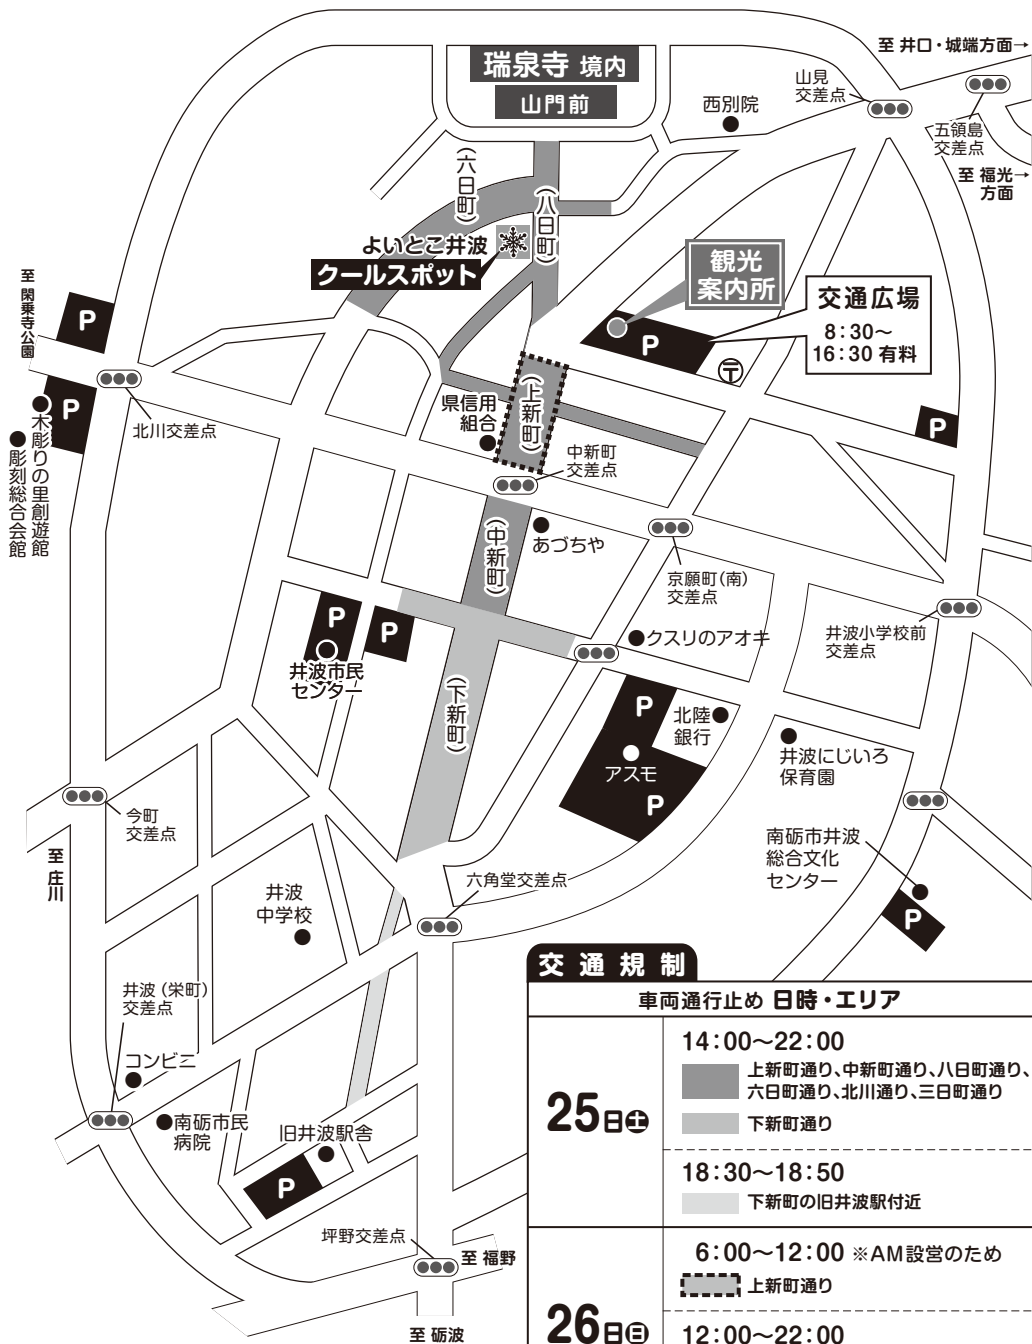 至 井口・城端方面→
瑞泉寺 境内
山門前
山見
交差点
西別院
五領島
交差点
至 福光→
方面
(六日町)
(八日町)
よいとこ井波
クールスポット
観光
案内所
交通広場
8:30～
16:30 有料
至 閑乗寺公園
P
P
〒
P
P
北川交差点
木彫りの里創遊館
彫刻総合会館
県信用
組合
(上新町)
中新町
交差点
(中新町)
あづちや
京願町(南)
交差点
井波小学校前
交差点
P
P
井波市民
センター
クスリのアオキ
(下新町)
P
北陸
銀行
アスモ
P
井波にじいろ
保育園
今町
交差点
至 庄川
南砺市井波
総合文化
センター
P
井波
中学校
六角堂交差点
井波(栄町)
交差点
コンビニ
南砺市民
病院
旧井波駅舎
P
坪野交差点
至 福野
至 砺波
交通規制
車両通行止め 日時・エリア
25日土
14:00～22:00
上新町通り、中新町通り、八日町通り、
六日町通り、北川通り、三日町通り
下新町通り
18:30～18:50
下新町の旧井波駅付近
26日日
6:00～12:00 ※AM設営のため
上新町通り
12:00～22:00